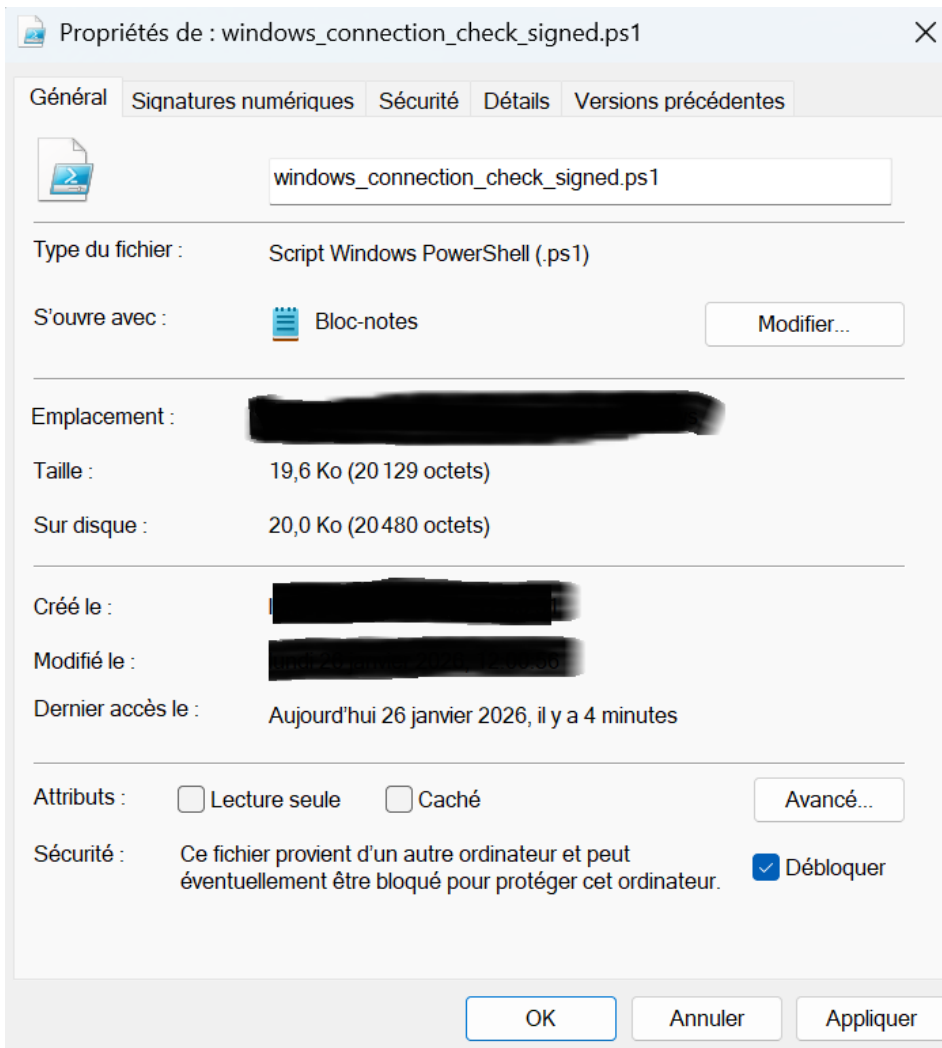 Propriétés de : windows_connection_check_signed.ps1
Général Signatures numériques Sécurité Détails Versions précédentes
windows_connection_check_signed.ps1
Type du fichier : Script Windows PowerShell (.ps1)
S'ouvre avec : Bloc-notes Modifier...
Emplacement :
Taille : 19,6 Ko (20 129 octets)
Sur disque : 20,0 Ko (20 480 octets)
Créé le :
Modifié le :
Dernier accès le : Aujourd'hui 26 janvier 2026, il y a 4 minutes
Attributs : Lecture seule Caché Avancé...
Sécurité : Ce fichier provient d'un autre ordinateur et peut
éventuellement être bloqué pour protéger cet ordinateur. Débloquer
OK Annuler Appliquer